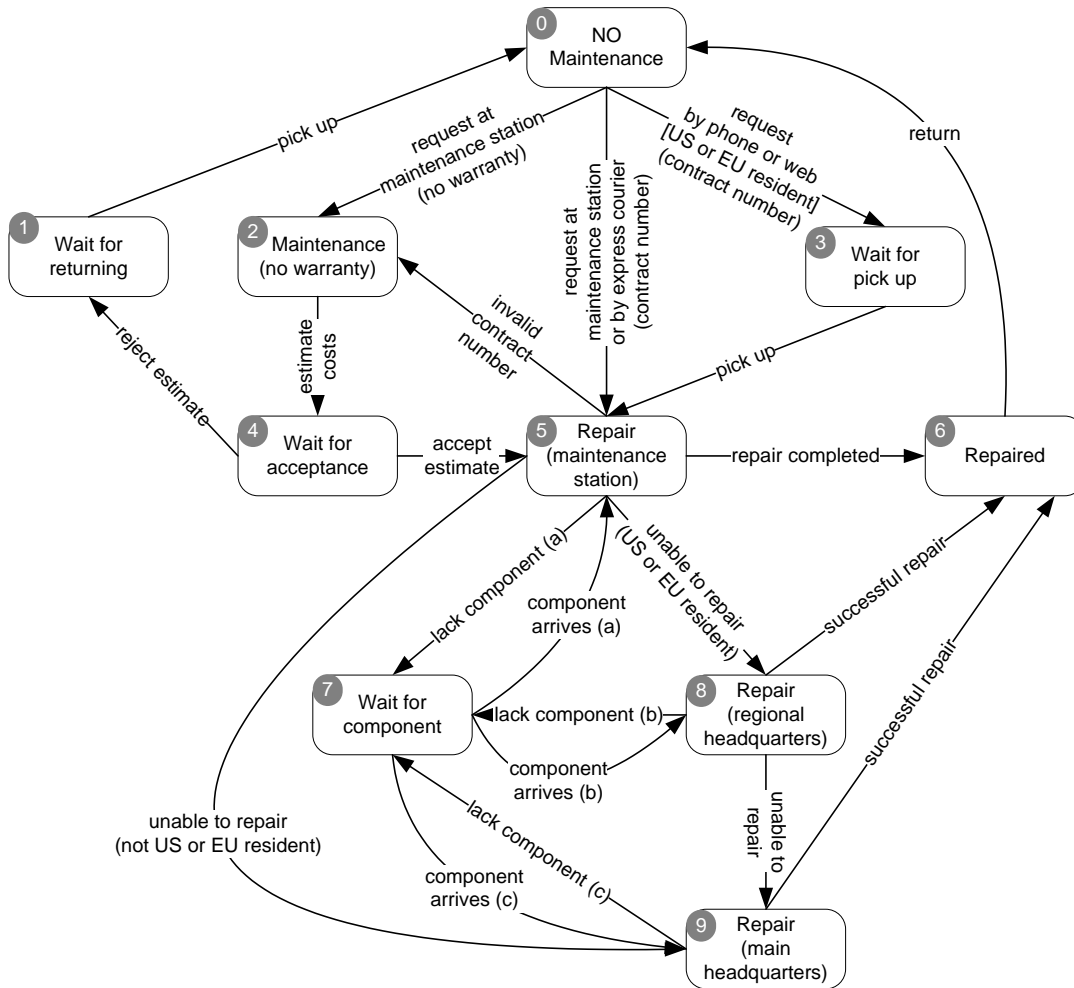 0
NO
Maintenance
pick up
request at
maintenance station
(no warranty)
request at
maintenance station
or by express courier
(contract number)
request
by phone or web
[US or EU resident]
(contract number)
return
1
Wait for
returning
2
Maintenance
(no warranty)
3
Wait for
pick up
reject estimate
estimate
costs
invalid
contract
number
pick up
4
Wait for
acceptance
accept
estimate
5
Repair
(maintenance
station)
repair completed
6
Repaired
lack component (a)
component
arrives (a)
unable to repair
(US or EU resident)
successful repair
successful repair
7
Wait for
component
lack component (b)
component
arrives (b)
8
Repair
(regional
headquarters)
unable to repair
(not US or EU resident)
component
arrives (c)
lack component (c)
unable to
repair
9
Repair
(main
headquarters)